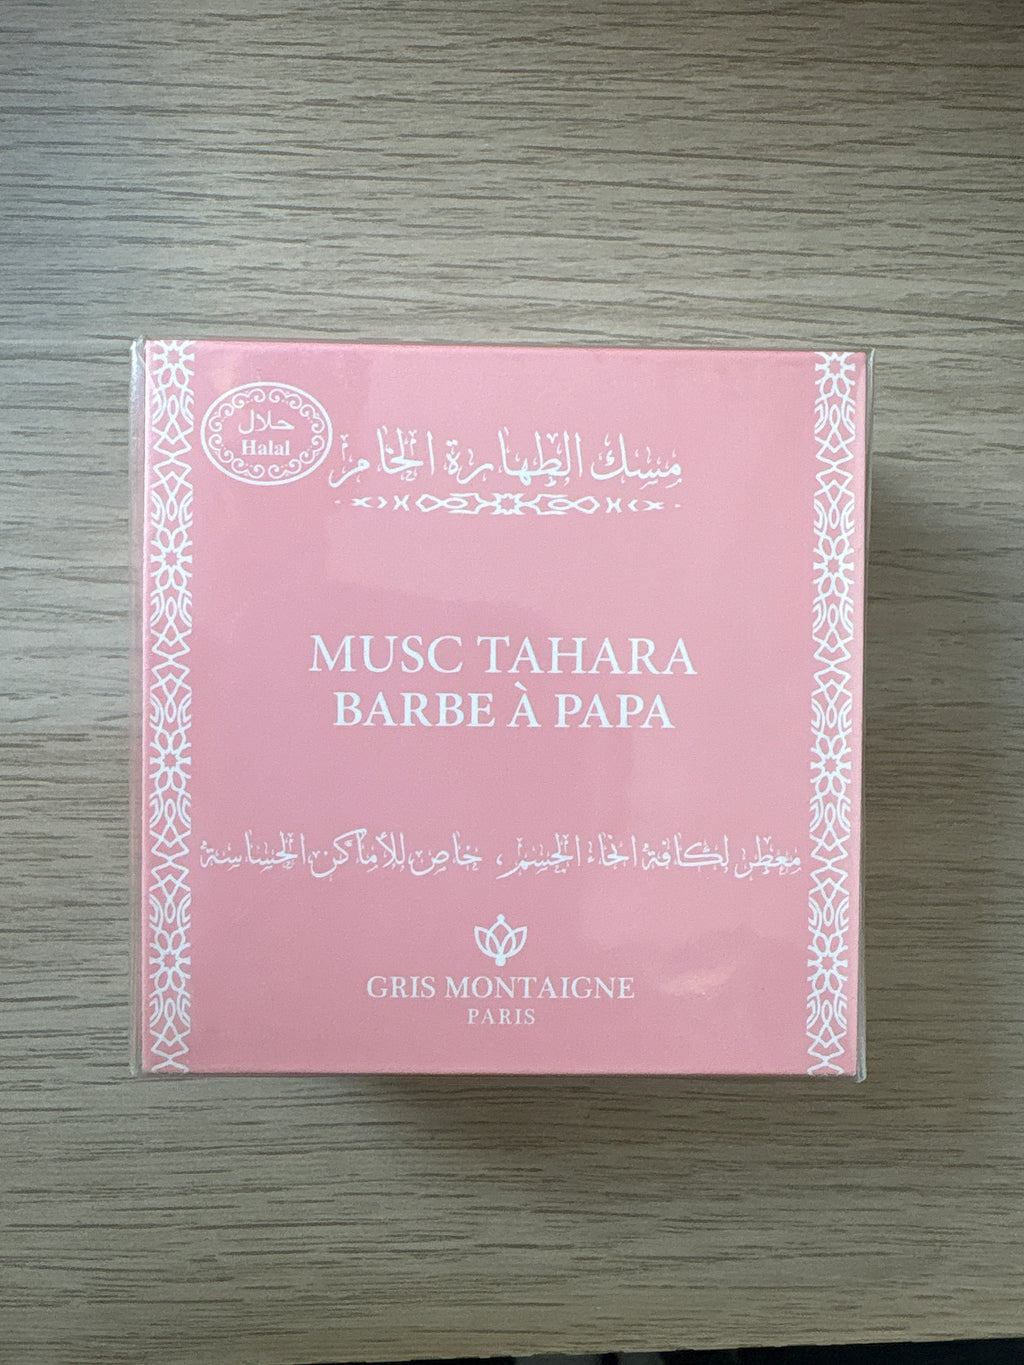 حلال
Halal
مسك الطهارة الخام
MUSC TAHARA
BARBE À PAPA
معطر لكافة انحاء الجسم، خاص للأماكن الحساسة
GRIS MONTAIGNE
PARIS